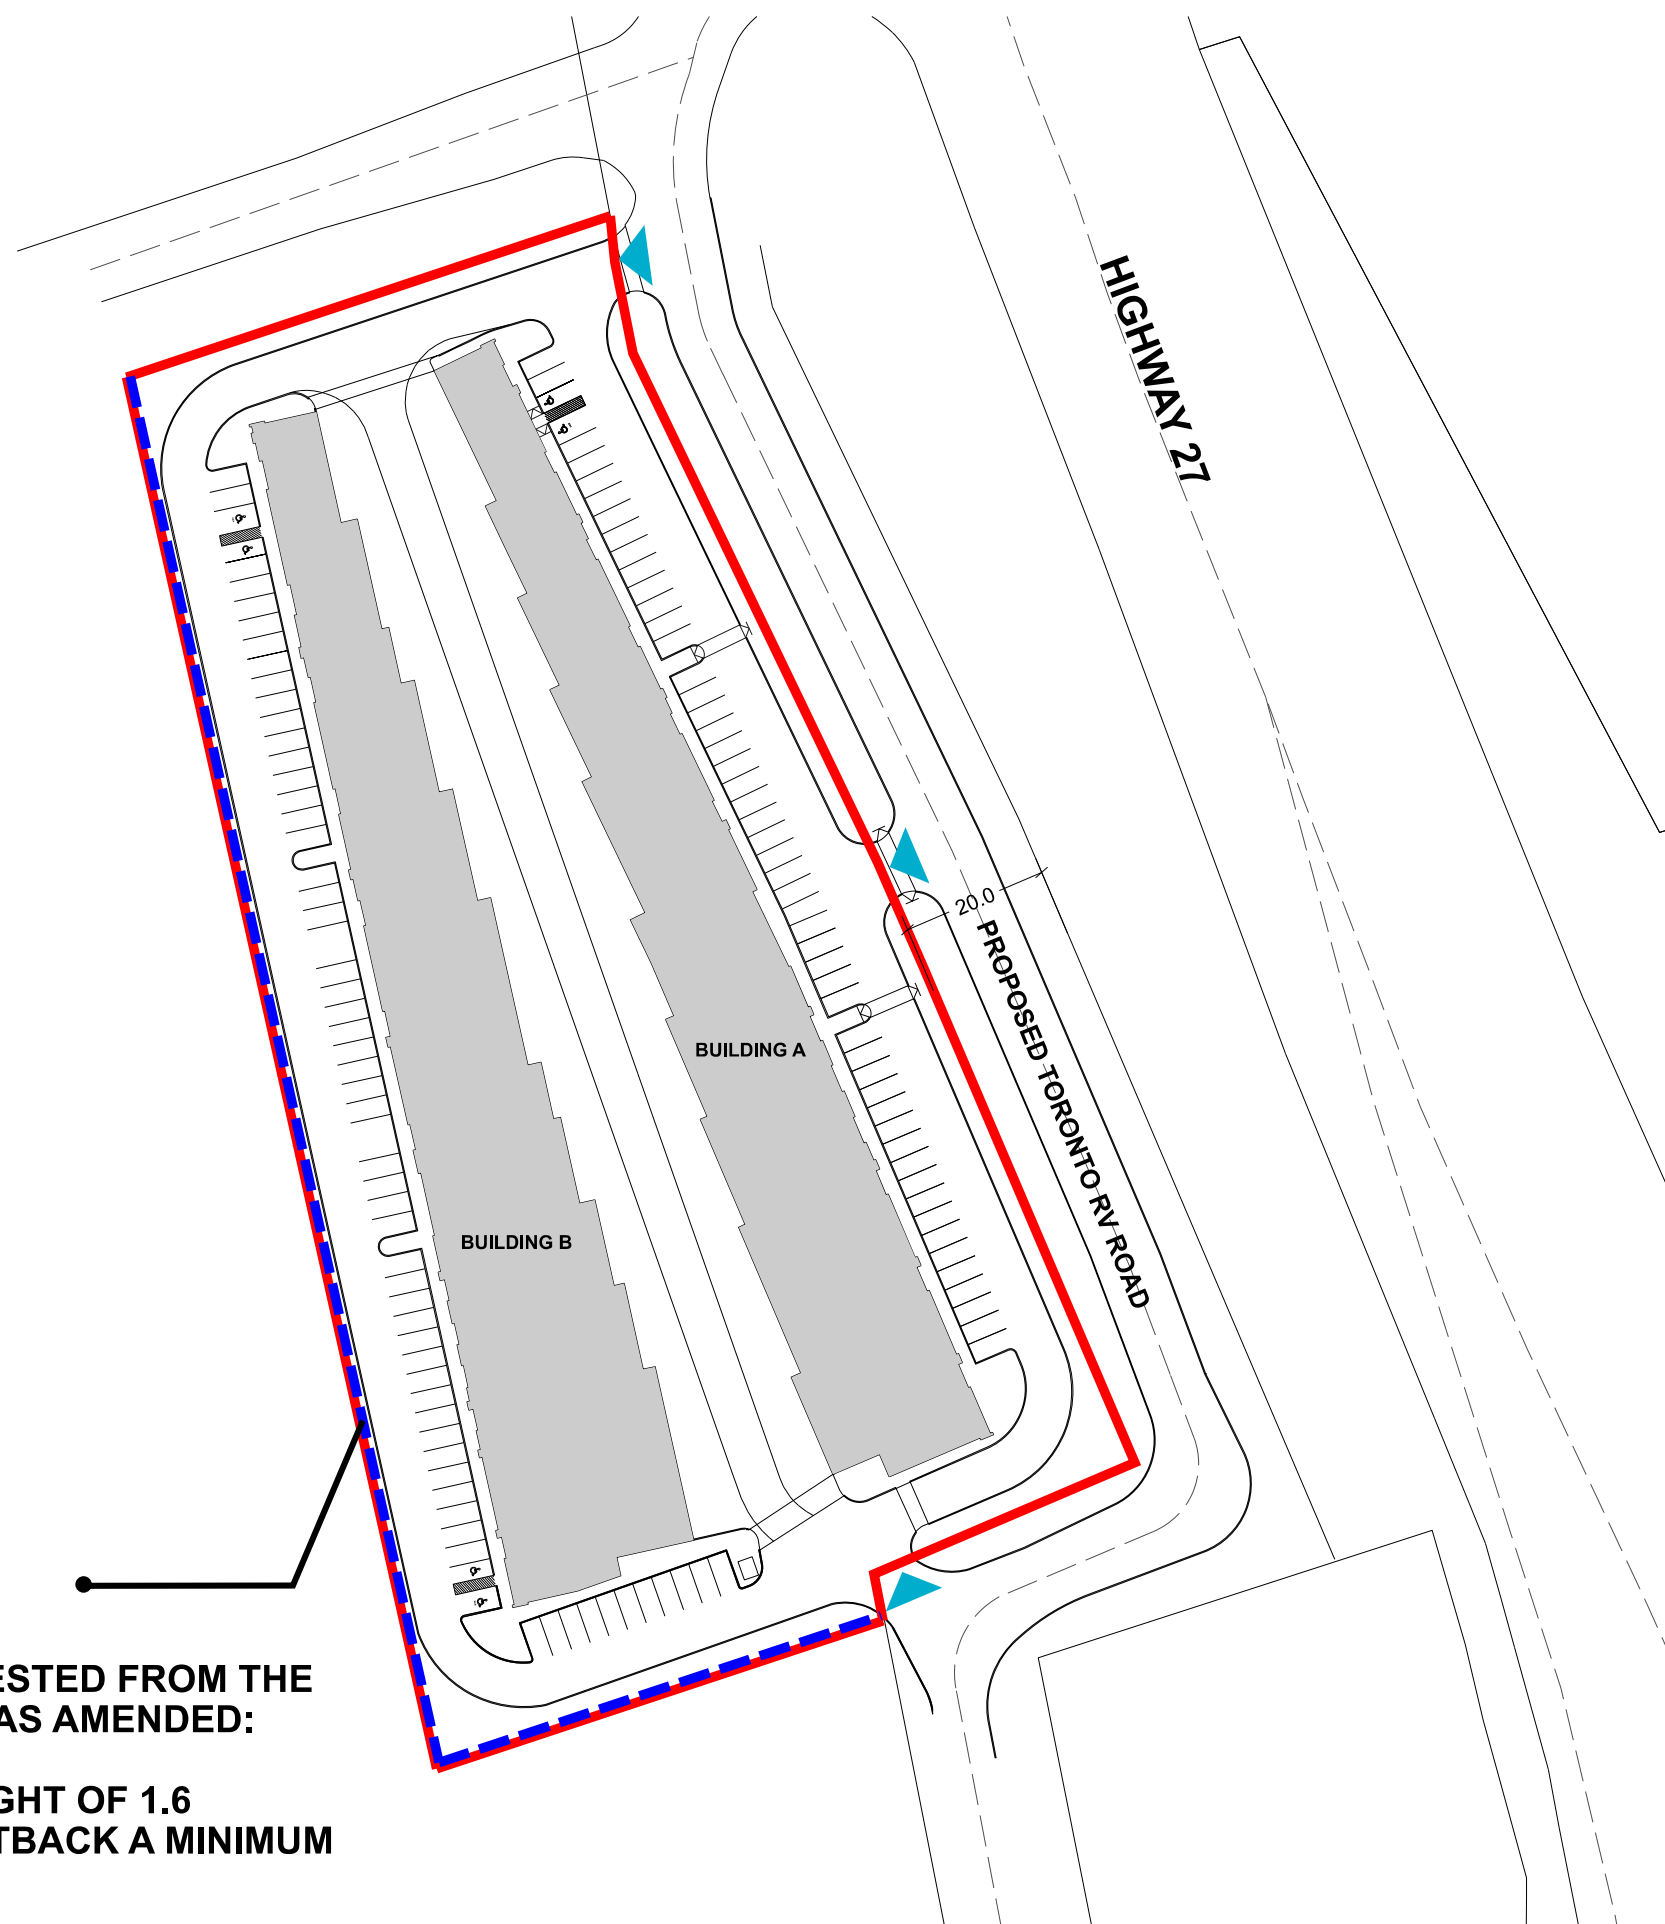 HIGHWAY 27
20.0
PROPOSED TORONTO RV ROAD
BUILDING A
BUILDING B
ESTED FROM THE
AS AMENDED:
GHT OF 1.6
TBACK A MINIMUM